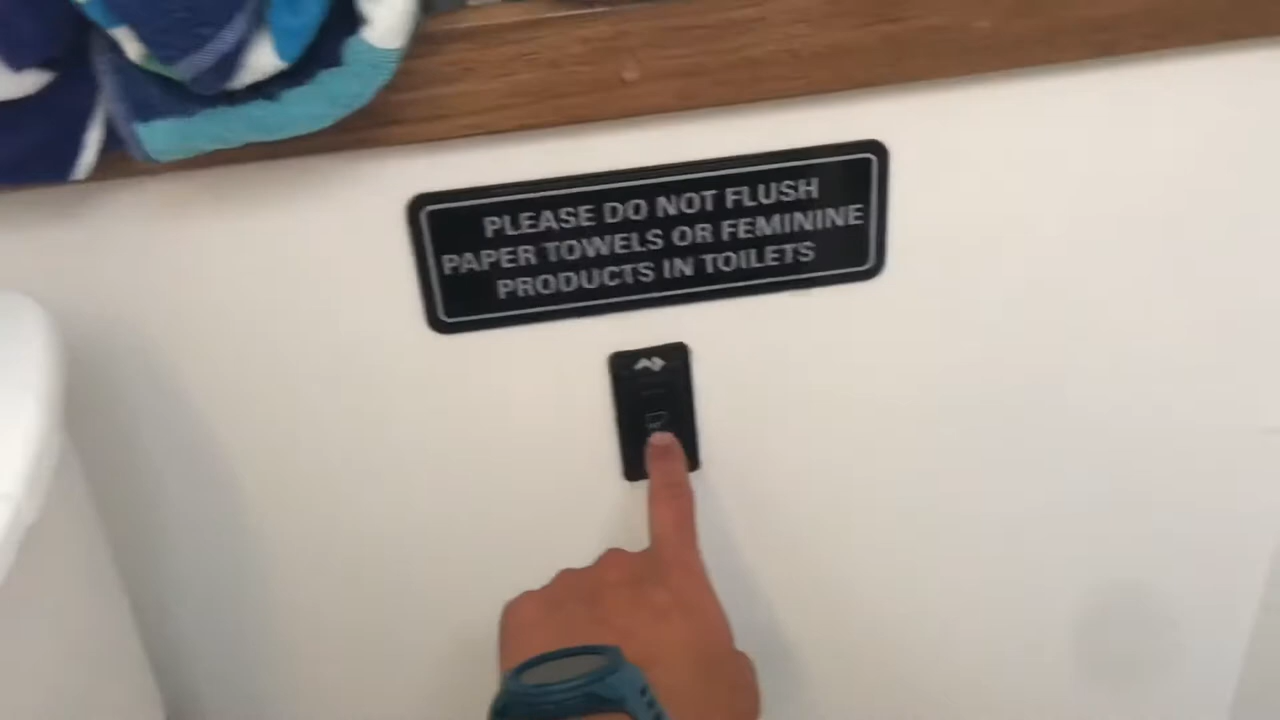 PLEASE DO NOT FLUSH
PAPER TOWELS OR FEMININE
PRODUCTS IN TOILETS